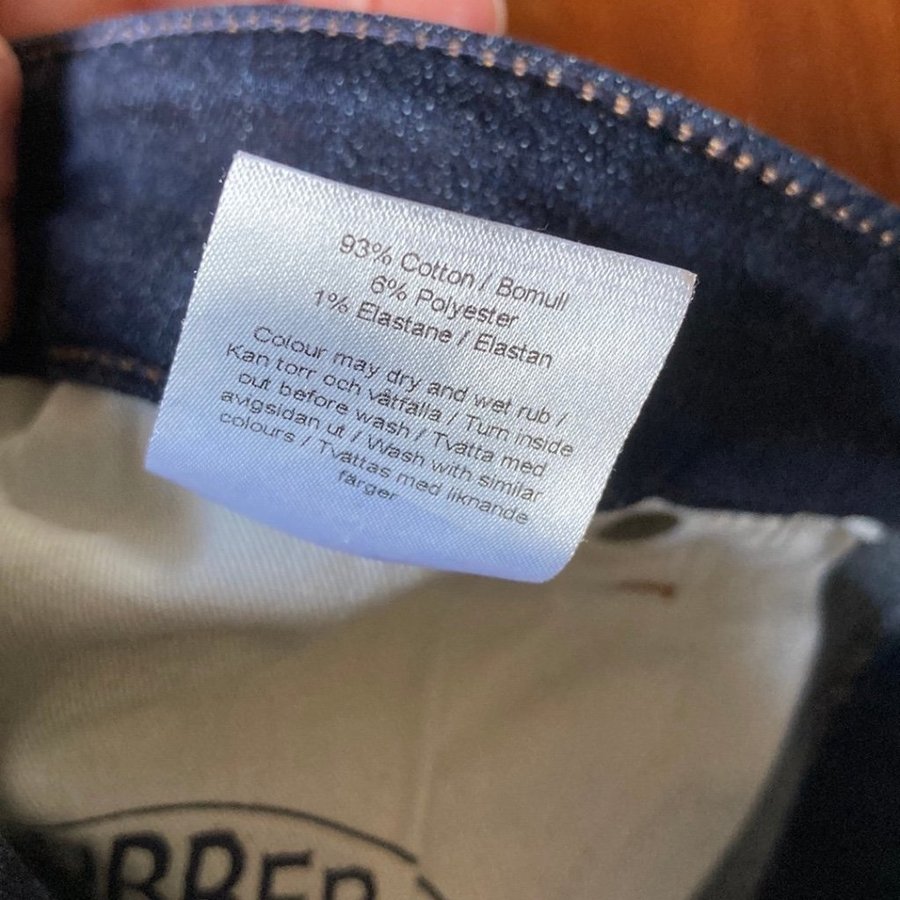 93% Cotton / Bomull
6% Polyester
1% Elastane / Elastan
Colour may dry and wet rub /
Kan torr och våtfälla / Turn inside
out before wash / Tvätta med
avigsidan ut / Wash with similar
colours / Tvättas med liknande
färger